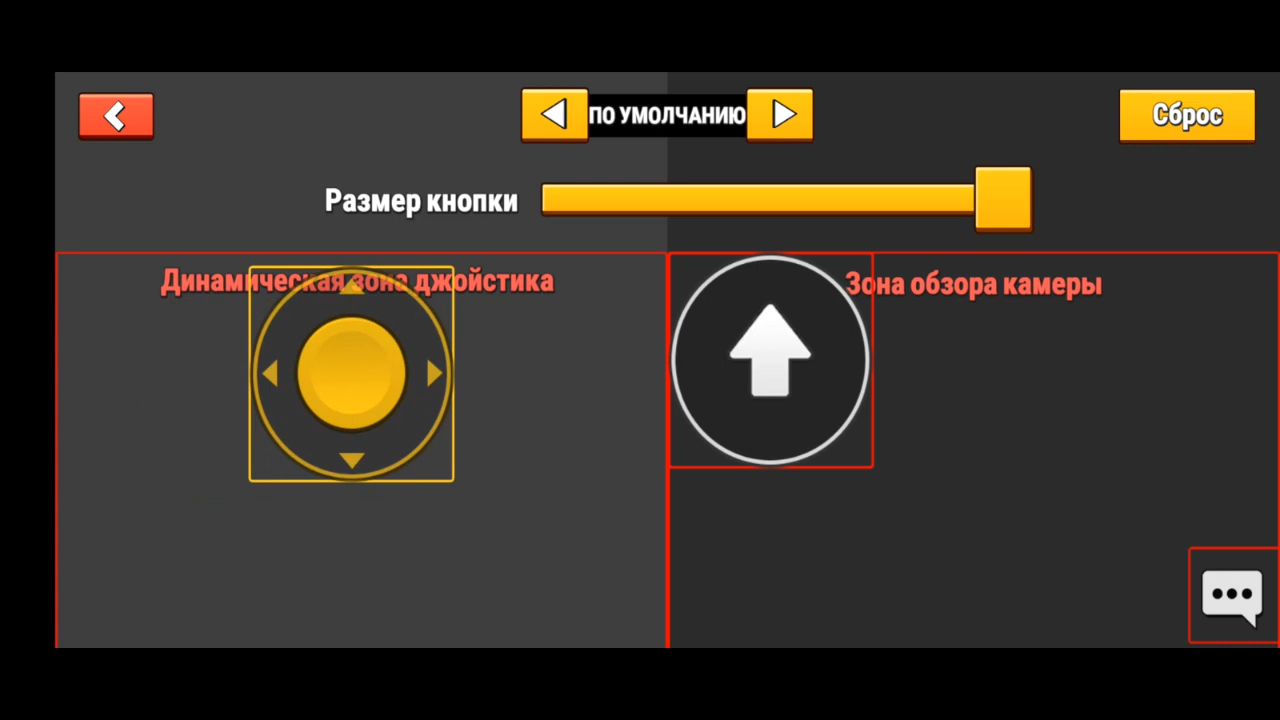 ПО УМОЛЧАНИЮ
Сброс
Размер кнопки
Динамическая зона джойстика
Зона обзора камеры